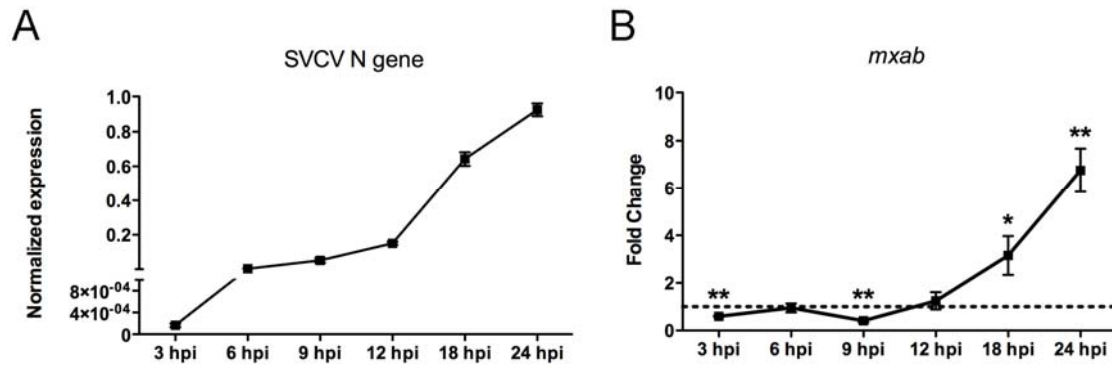 A
SVCV N gene
Normalized expression
1.0
0.8
0.6
0.4
0.2
8×10⁻⁰⁴
4×10⁻⁰⁴
0
3 hpi 6 hpi 9 hpi 12 hpi 18 hpi 24 hpi
B
mxab
Fold Change
10
8
6
4
2
0
** ** * **
3 hpi 6 hpi 9 hpi 12 hpi 18 hpi 24 hpi